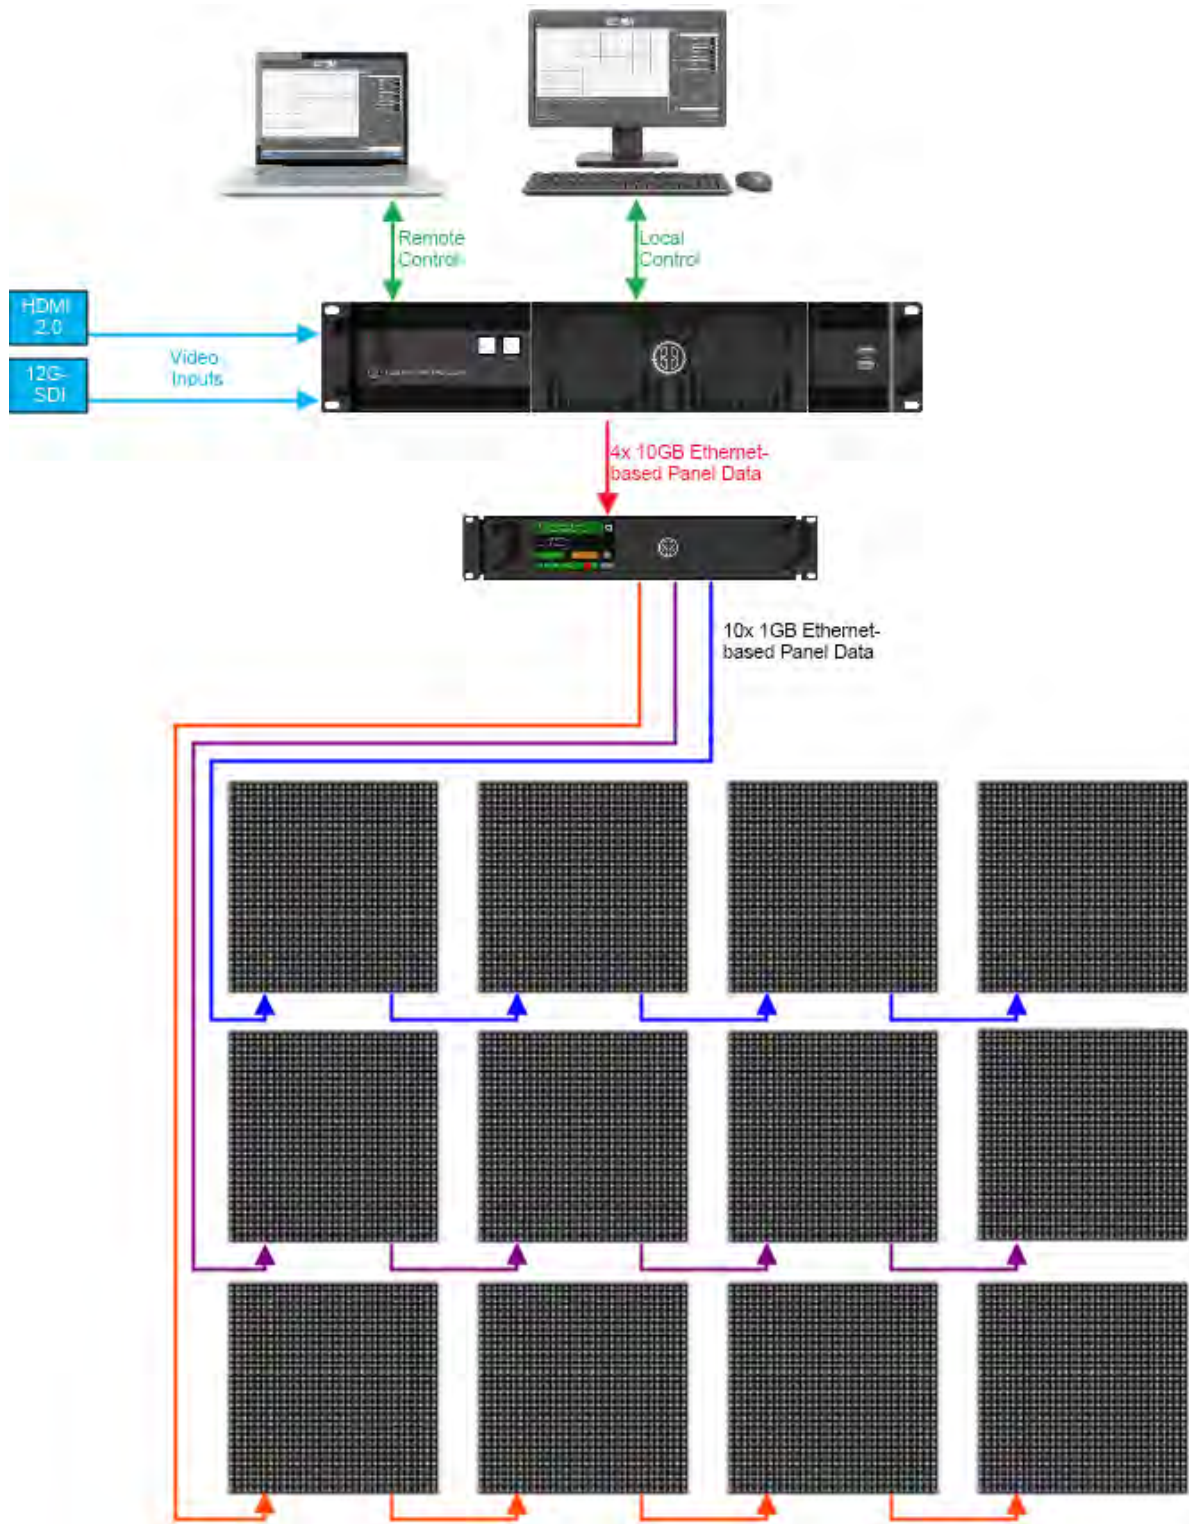 Remote
Control
Local
Control
HDMI
2.0
Video
Inputs
12G-
SDI
4x 10GB Ethernet-
based Panel Data
10x 1GB Ethernet-
based Panel Data